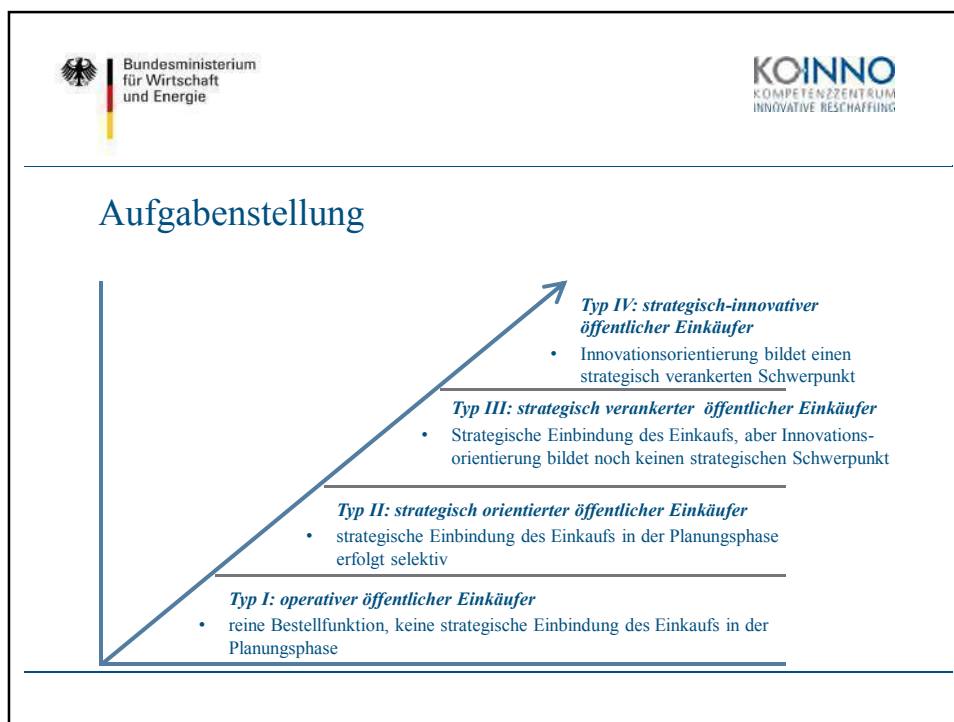 Bundesministerium
für Wirtschaft
und Energie
KOINNO
KOMPETENZZENTRUM
INNOVATIVE BESCHAFFUNG
Aufgabenstellung
Typ IV: strategisch-innovativer
öffentlicher Einkäufer
• Innovationsorientierung bildet einen
strategisch verankerten Schwerpunkt
Typ III: strategisch verankerter öffentlicher Einkäufer
• Strategische Einbindung des Einkaufs, aber Innovations-
orientierung bildet noch keinen strategischen Schwerpunkt
Typ II: strategisch orientierter öffentlicher Einkäufer
• strategische Einbindung des Einkaufs in der Planungsphase
erfolgt selektiv
Typ I: operativer öffentlicher Einkäufer
• reine Bestellfunktion, keine strategische Einbindung des Einkaufs in der
Planungsphase